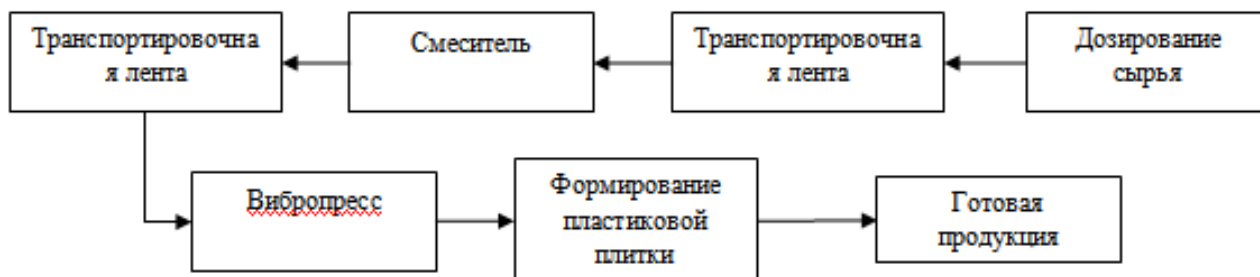 Транспортировочна
я лента
Смеситель
Транспортировочна
я лента
Дозирование
сырья
Вибропресс
Формирование
пластиковой
плитки
Готовая
продукция